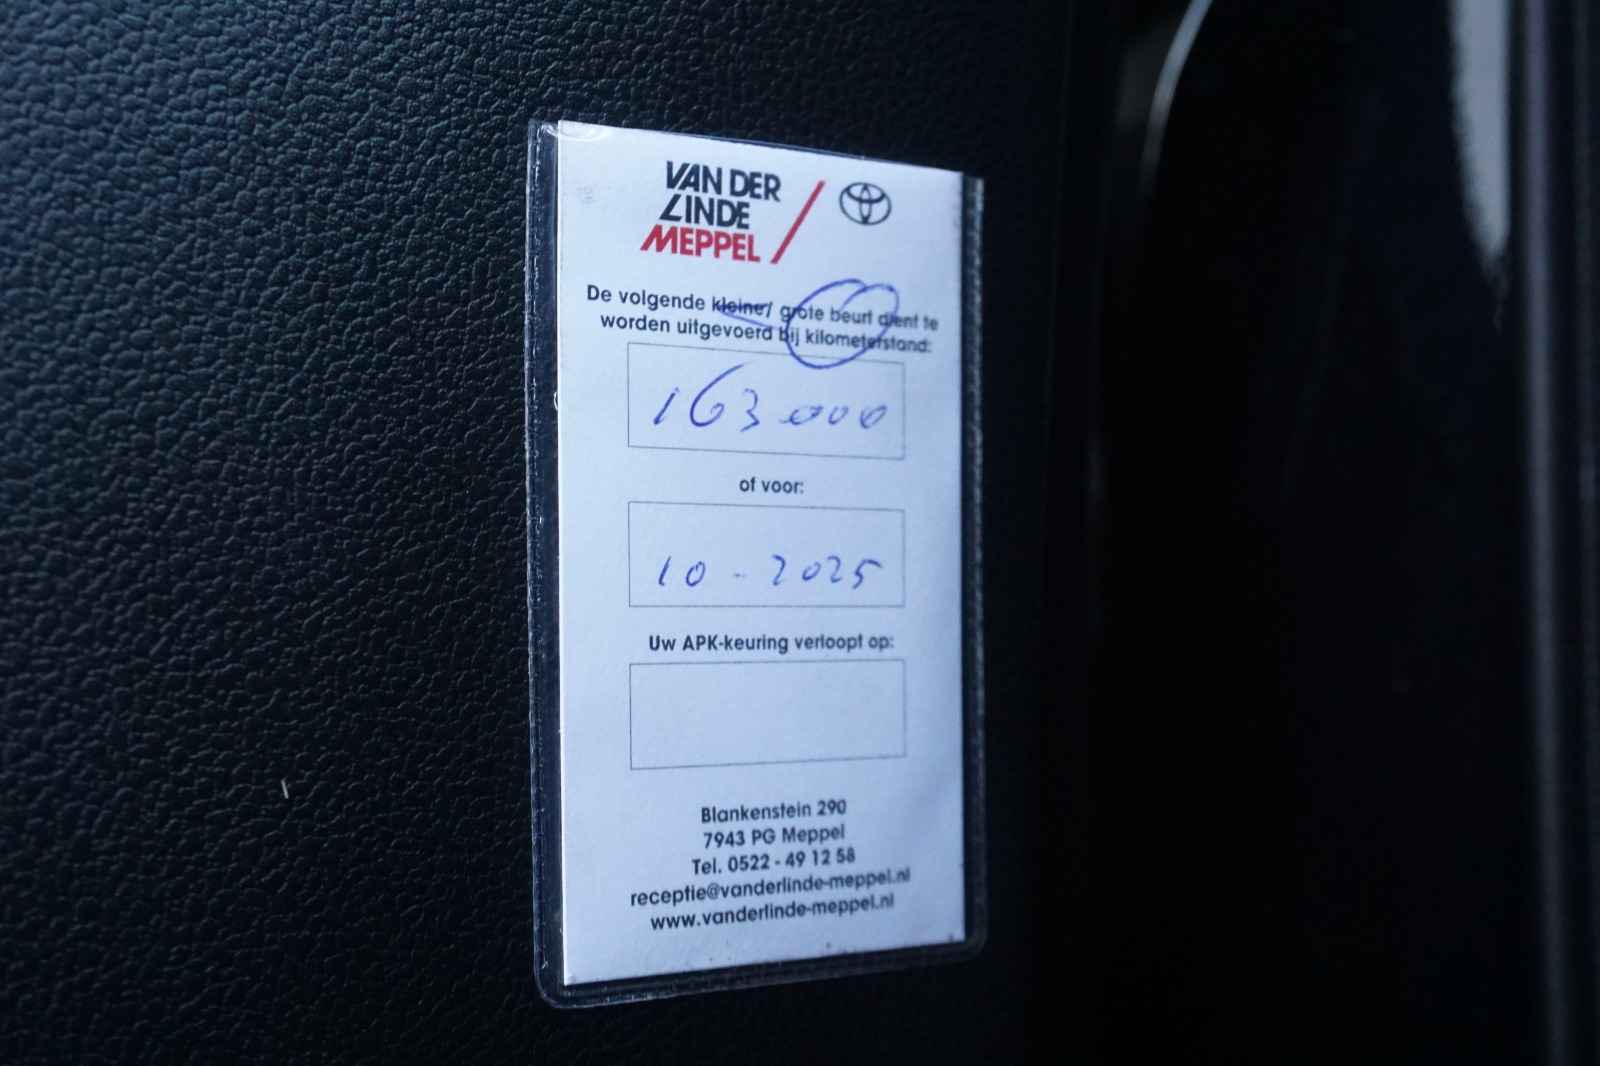 VAN DER
LINDE
MEPPEL
De volgende kleine/ grote beurt dient te
worden uitgevoerd bij kilometerstand:
163.000
of voor:
10-2025
Uw APK-keuring verloopt op:
Blankenstein 290
7943 PG Meppel
Tel. 0522 - 49 12 58
receptie@vanderlinde-meppel.nl
www.vanderlinde-meppel.nl